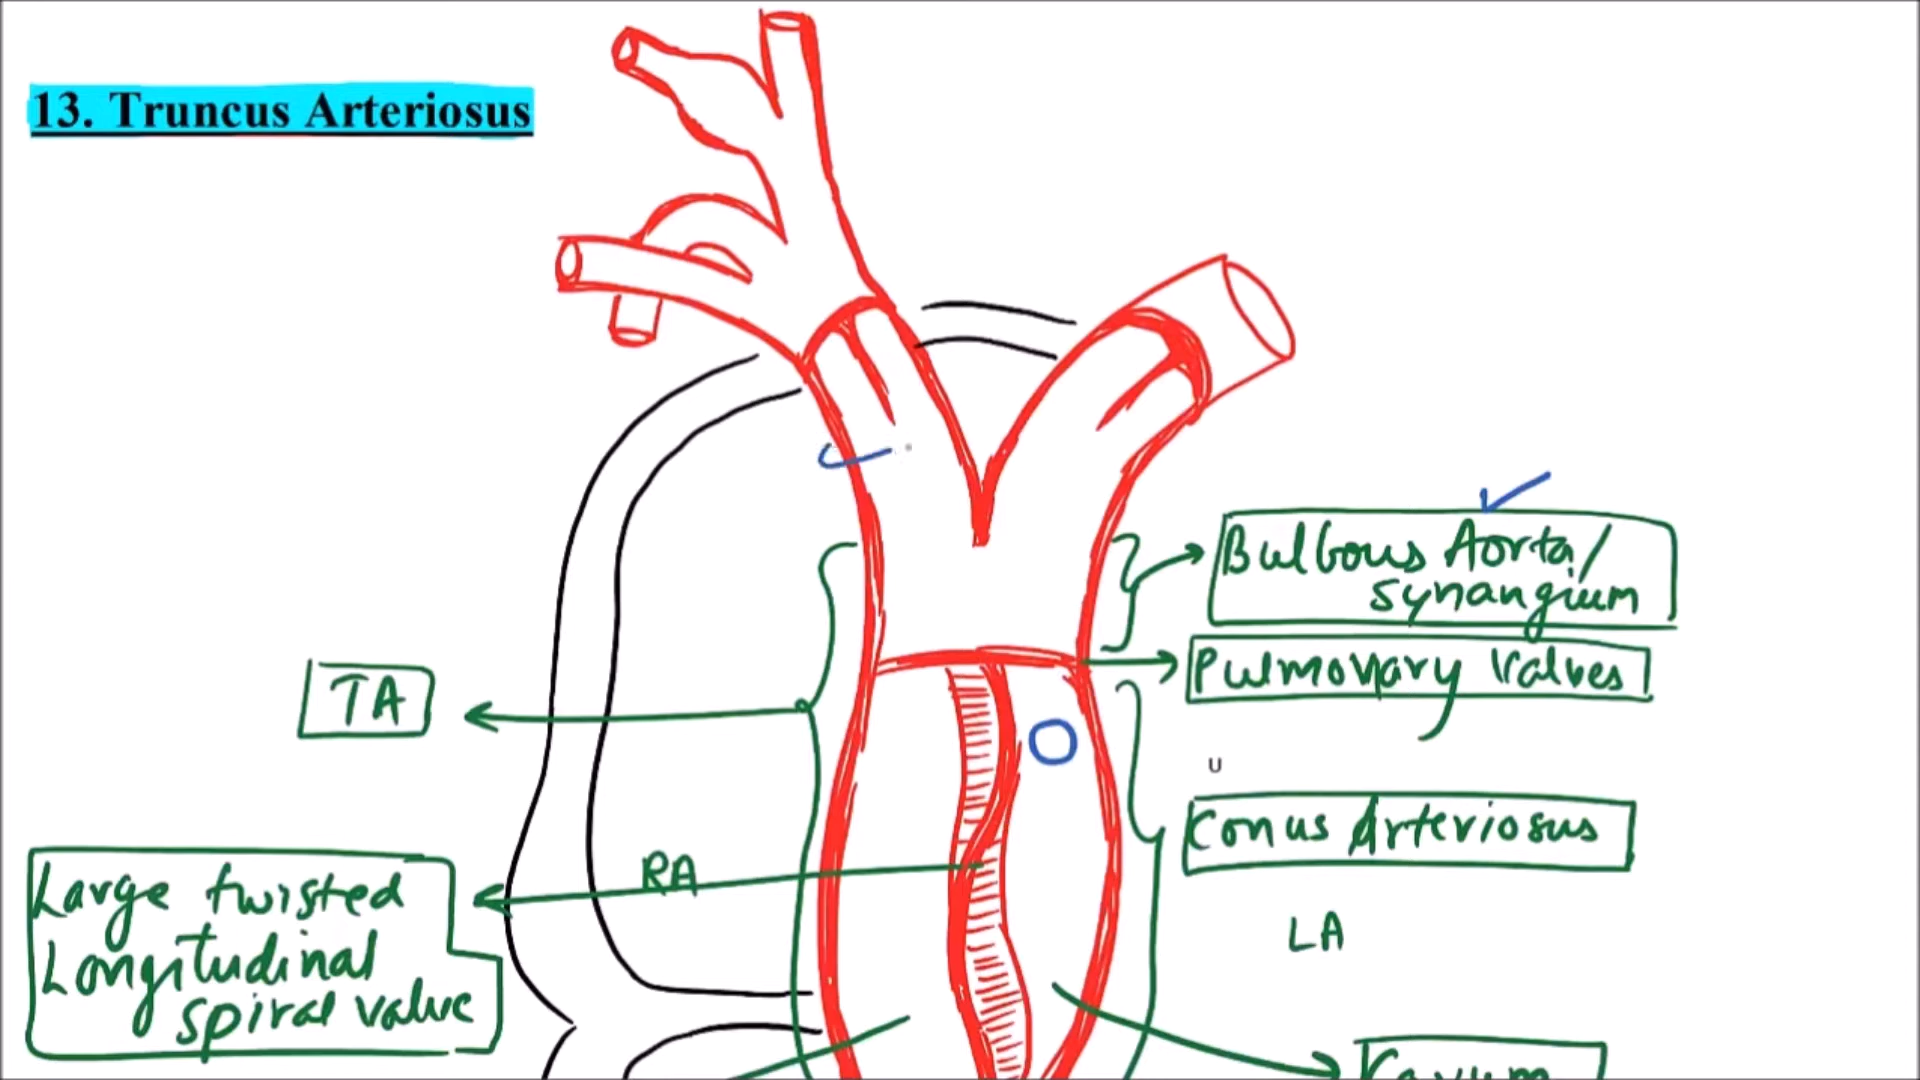 13. Truncus Arteriosus
Bulbous Aorta/
synangium
Pulmonary Valves
TA
Conus Arteriosus
RA
LA
Large twisted
Longitudinal
spiral valve